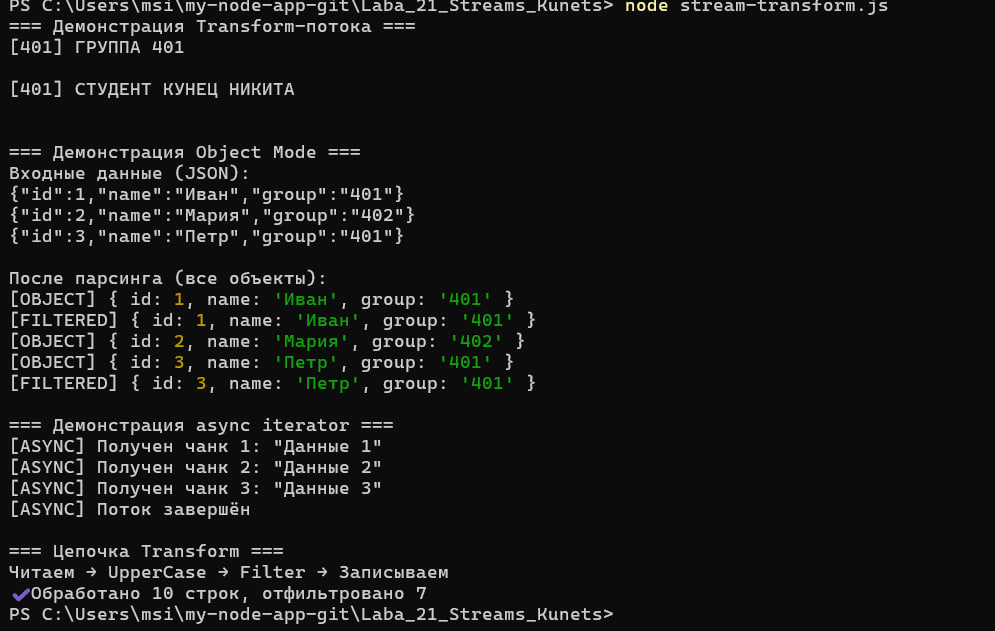 PS C:\Users\msi\my-node-app-git\Laba_21_Streams_Kunets> node stream-transform.js
=== Демонстрация Transform-потока ===
[401] ГРУППА 401
[401] СТУДЕНТ КУНЕЦ НИКИТА
=== Демонстрация Object Mode ===
Входные данные (JSON):
{"id":1,"name":"Иван","group":"401"}
{"id":2,"name":"Мария","group":"402"}
{"id":3,"name":"Петр","group":"401"}
После парсинга (все объекты):
[OBJECT] { id: 1, name: 'Иван', group: '401' }
[FILTERED] { id: 1, name: 'Иван', group: '401' }
[OBJECT] { id: 2, name: 'Мария', group: '402' }
[OBJECT] { id: 3, name: 'Петр', group: '401' }
[FILTERED] { id: 3, name: 'Петр', group: '401' }
=== Демонстрация async iterator ===
[ASYNC] Получен чанк 1: "Данные 1"
[ASYNC] Получен чанк 2: "Данные 2"
[ASYNC] Получен чанк 3: "Данные 3"
[ASYNC] Поток завершён
=== Цепочка Transform ===
Читаем → UpperCase → Filter → Записываем
✔Обработано 10 строк, отфильтровано 7
PS C:\Users\msi\my-node-app-git\Laba_21_Streams_Kunets>